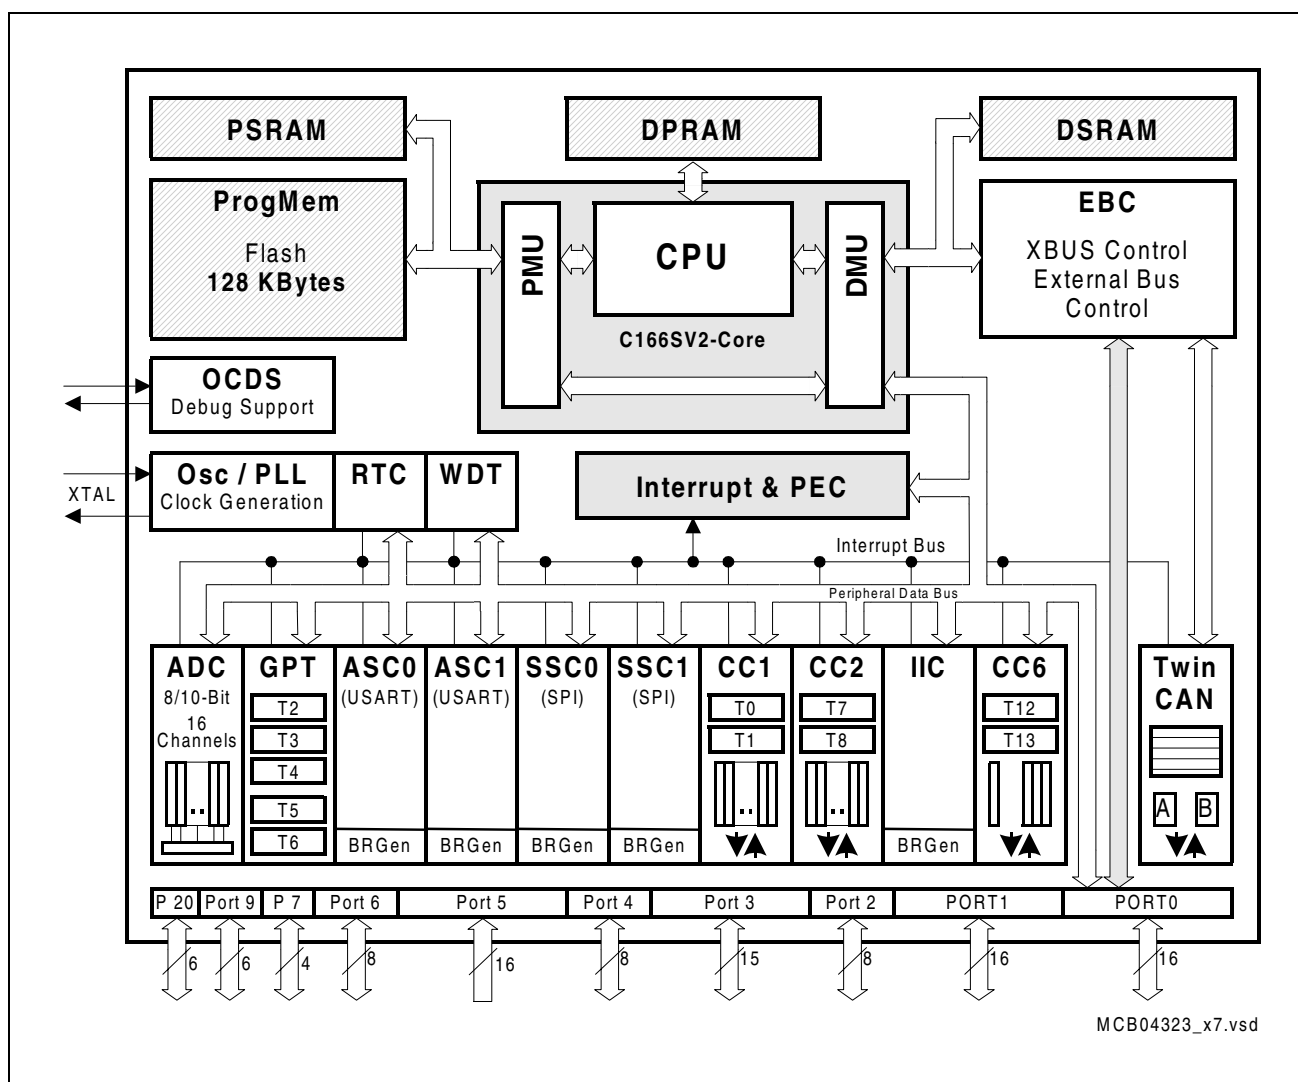 PSRAM
DPRAM
DSRAM
ProgMem
Flash
128 KBytes
PMU
CPU
DMU
C166SV2-Core
EBC
XBUS Control
External Bus
Control
OCDS
Debug Support
Osc / PLL
Clock Generation
RTC
WDT
XTAL
Interrupt & PEC
Interrupt Bus
Peripheral Data Bus
ADC
8/10-Bit
16
Channels
GPT
T2
T3
T4
T5
T6
ASC0
(USART)
BRGen
ASC1
(USART)
BRGen
SSC0
(SPI)
BRGen
SSC1
(SPI)
BRGen
CC1
T0
T1
CC2
T7
T8
IIC
BRGen
CC6
T12
T13
Twin
CAN
A
B
P 20
Port 9
P 7
Port 6
Port 5
Port 4
Port 3
Port 2
PORT1
PORT0
6
6
4
8
16
8
15
8
16
16
MCB04323_x7.vsd